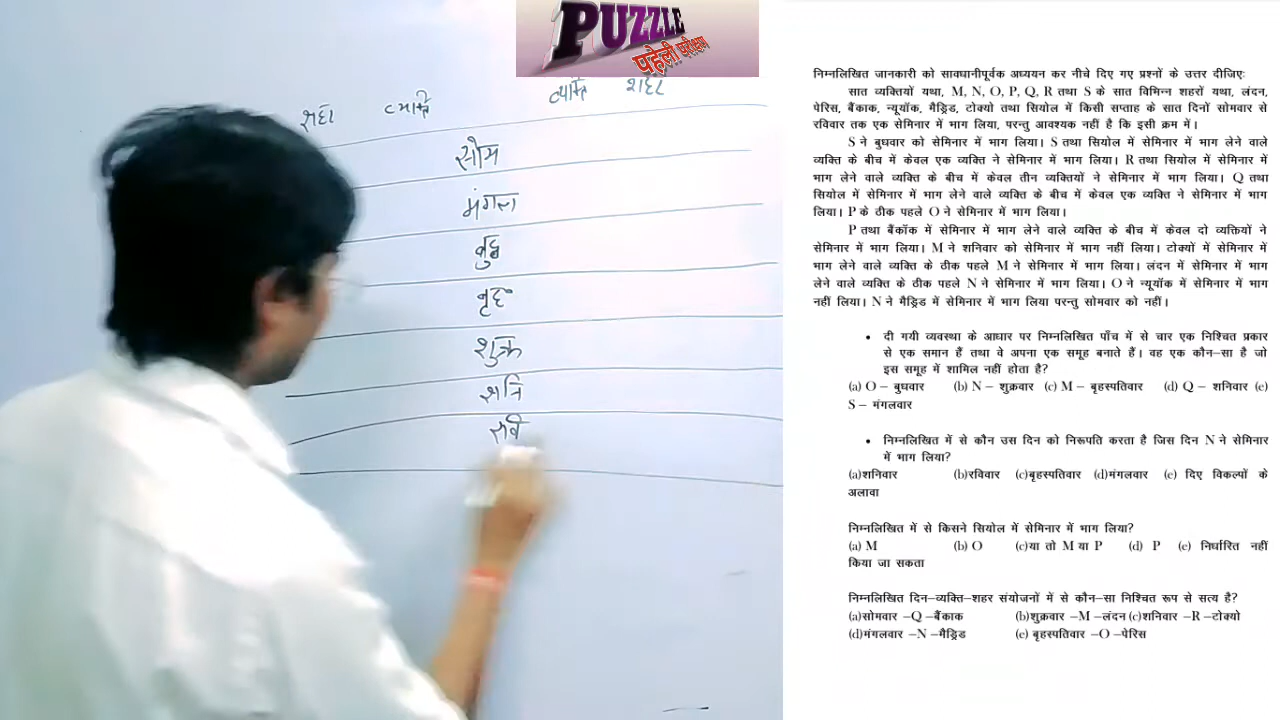 PUZZLE
पहेली परीक्षण
व्यक्ति शहर
शहर व्यक्ति
सोम
मंगल
बुध
बृह
शुक्र
शनि
रवि
निम्नलिखित जानकारी को सावधानीपूर्वक अध्ययन कर नीचे दिए गए प्रश्नों के उत्तर दीजिएः
सात व्यक्तियों यथा, M, N, O, P, Q, R तथा S के सात विभिन्न शहरों यथा, लंदन,
पेरिस, बैंकाक, न्यूयॉक, मैड्रिड, टोक्यो तथा सियोल में किसी सप्ताह के सात दिनों सोमवार से
रविवार तक एक सेमिनार में भाग लिया, परन्तु आवश्यक नहीं है कि इसी क्रम में।
S ने बुधवार को सेमिनार में भाग लिया। S तथा सियोल में सेमिनार में भाग लेने वाले
व्यक्ति के बीच में केवल एक व्यक्ति ने सेमिनार में भाग लिया। R तथा सियोल में सेमिनार में
भाग लेने वाले व्यक्ति के बीच में केवल तीन व्यक्तियों ने सेमिनार में भाग लिया। Q तथा
सियोल में सेमिनार में भाग लेने वाले व्यक्ति के बीच में केवल एक व्यक्ति ने सेमिनार में भाग
लिया। P के ठीक पहले O ने सेमिनार में भाग लिया।
P तथा बैंकॉक में सेमिनार में भाग लेने वाले व्यक्ति के बीच में केवल दो व्यक्तियों ने
सेमिनार में भाग लिया। M ने शनिवार को सेमिनार में भाग नहीं लिया। टोक्यों में सेमिनार में
भाग लेने वाले व्यक्ति के ठीक पहले M ने सेमिनार में भाग लिया। लंदन में सेमिनार में भाग
लेने वाले व्यक्ति के ठीक पहले N ने सेमिनार में भाग लिया। O ने न्यूयॉक में सेमिनार में भाग
नहीं लिया। N ने मैड्रिड में सेमिनार में भाग लिया परन्तु सोमवार को नहीं।
• दी गयी व्यवस्था के आधार पर निम्नलिखित पाँच में से चार एक निश्चित प्रकार
से एक समान हैं तथा वे अपना एक समूह बनाते हैं। वह एक कौन–सा है जो
इस समूह में शामिल नहीं होता है?
(a) O – बुधवार (b) N – शुक्रवार (c) M – बृहस्पतिवार (d) Q – शनिवार (e)
S – मंगलवार
• निम्नलिखित में से कौन उस दिन को निरूपति करता है जिस दिन N ने सेमिनार
में भाग लिया?
(a)शनिवार (b)रविवार (c)बृहस्पतिवार (d)मंगलवार (e) दिए विकल्पों के
अलावा
निम्नलिखित में से किसने सियोल में सेमिनार में भाग लिया?
(a) M (b) O (c)या तो M या P (d) P (e) निर्धारित नहीं
किया जा सकता
निम्नलिखित दिन–व्यक्ति–शहर संयोजनों में से कौन–सा निश्चित रूप से सत्य है?
(a)सोमवार –Q –बैंकाक (b)शुक्रवार –M –लंदन (c)शनिवार –R –टोक्यो
(d)मंगलवार –N –मैड्रिड (e) बृहस्पतिवार –O –पेरिस